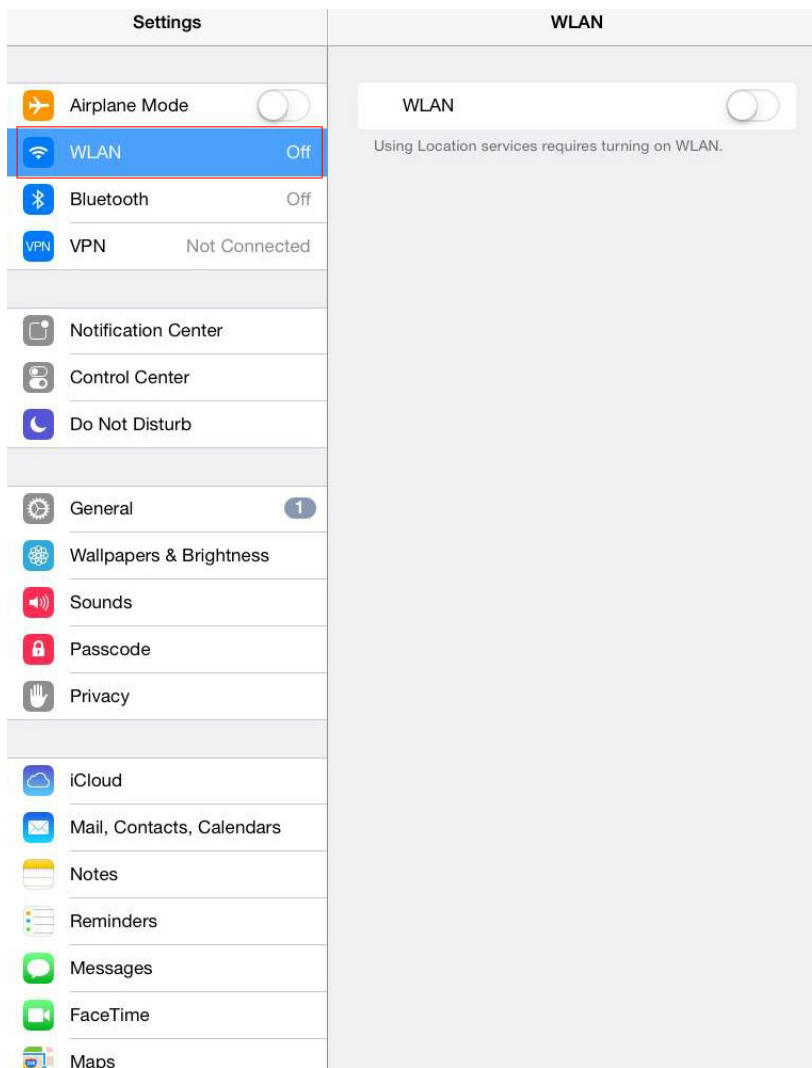 Settings
WLAN
Airplane Mode
WLAN Off
Bluetooth Off
VPN VPN Not Connected
Notification Center
Control Center
Do Not Disturb
General 1
Wallpapers & Brightness
Sounds
Passcode
Privacy
iCloud
Mail, Contacts, Calendars
Notes
Reminders
Messages
FaceTime
Maps
WLAN
Using Location services requires turning on WLAN.